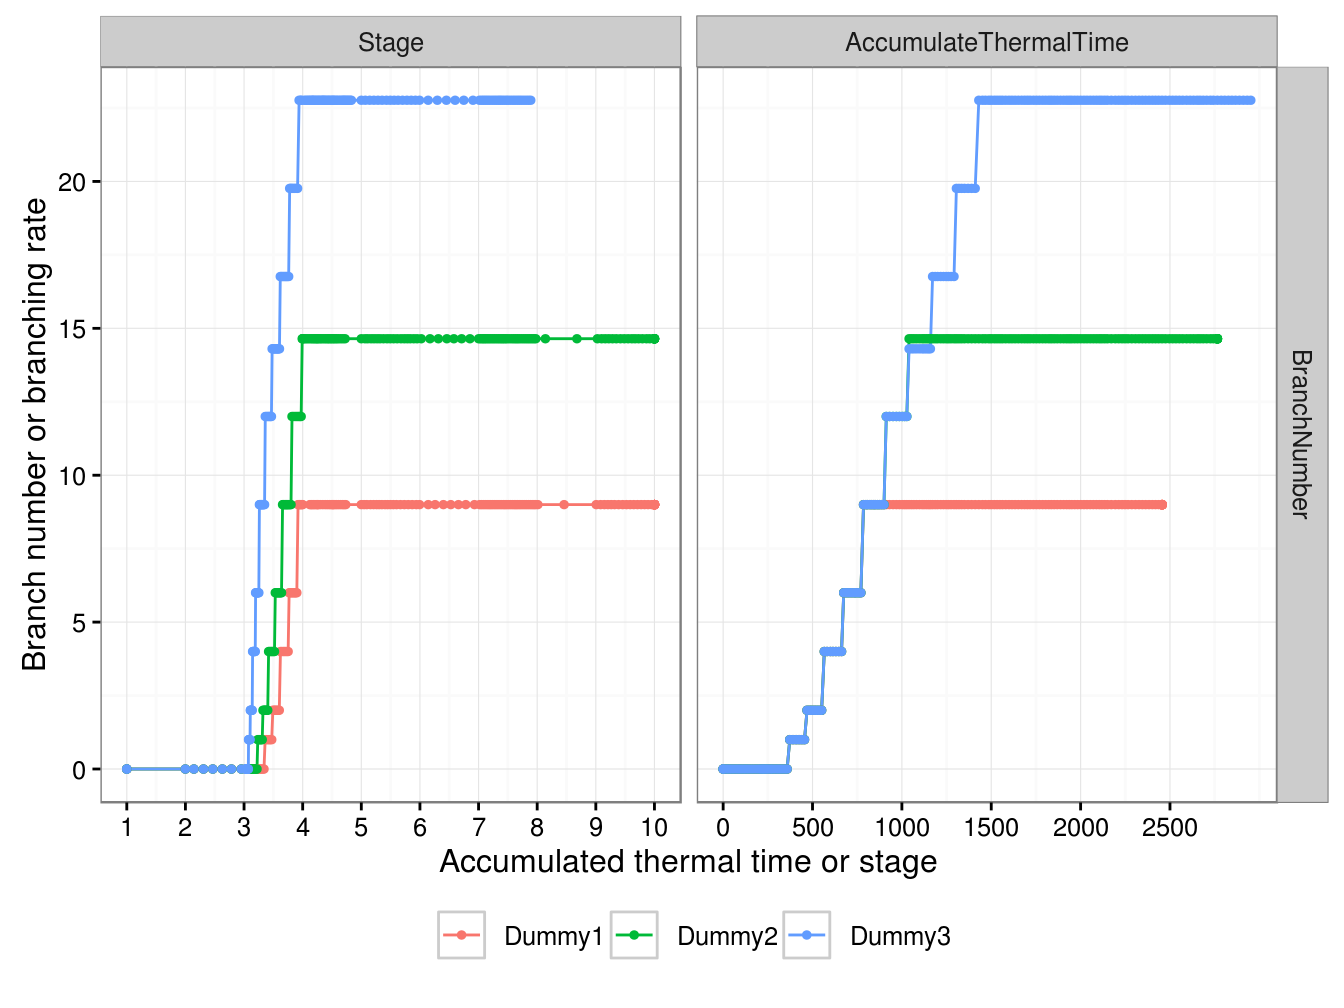 Stage
AccumulateThermalTime
Branch number or branching rate
20
15
10
5
0
BranchNumber
1 2 3 4 5 6 7 8 9 10
0 500 1000 1500 2000 2500
Accumulated thermal time or stage
Dummy1 Dummy2 Dummy3